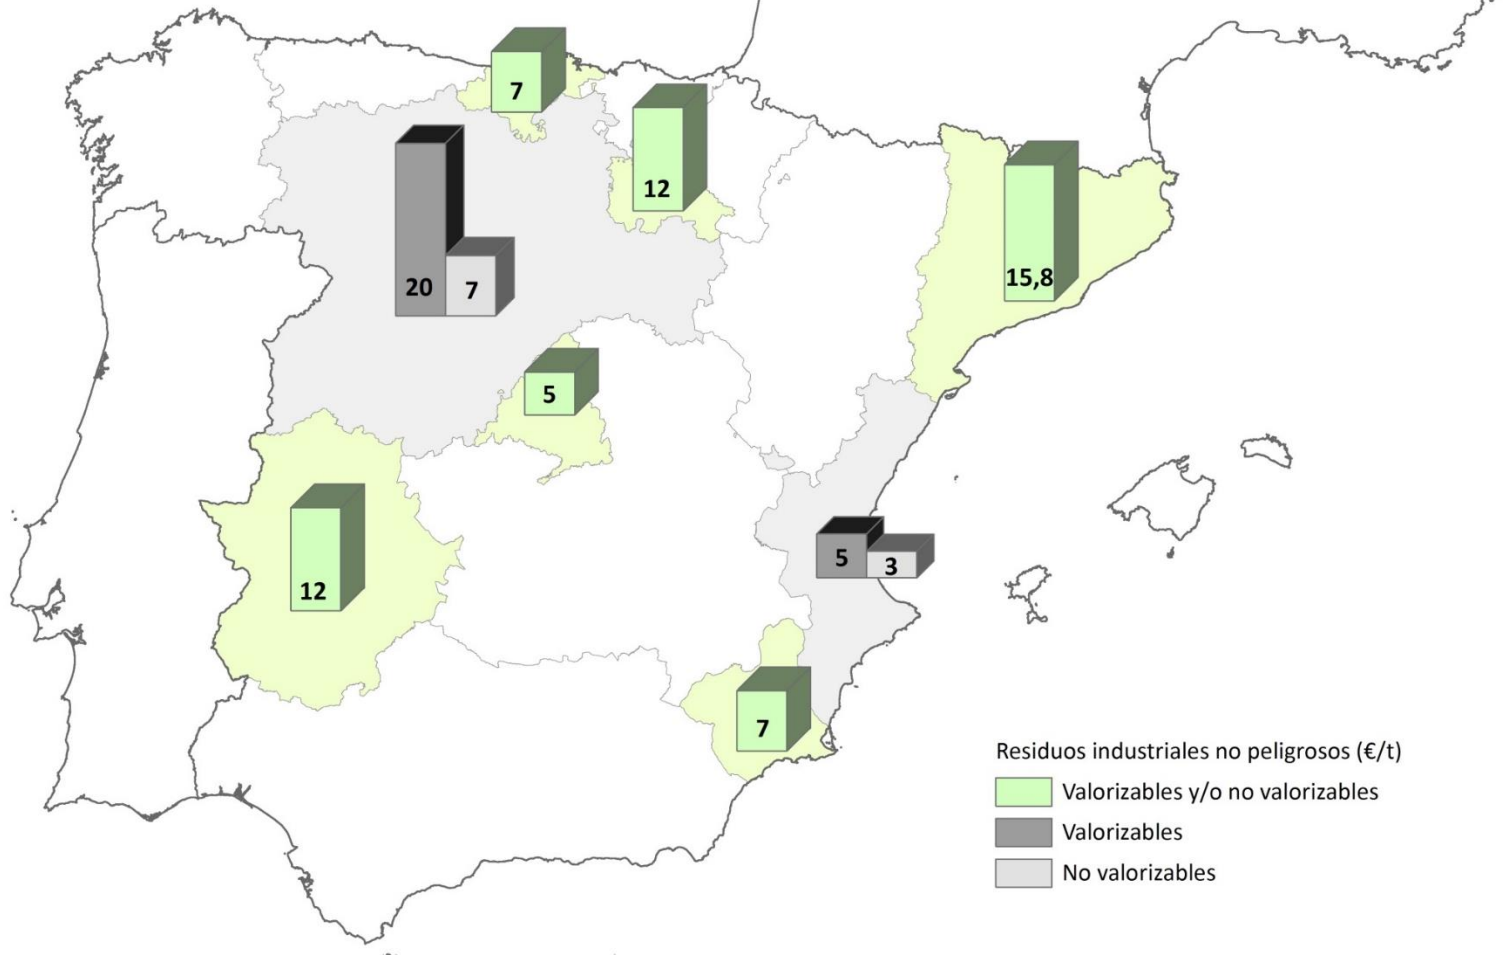 7
12
15,8
20
7
5
12
5
3
7
Residuos industriales no peligrosos (€/t)
Valorizables y/o no valorizables
Valorizables
No valorizables